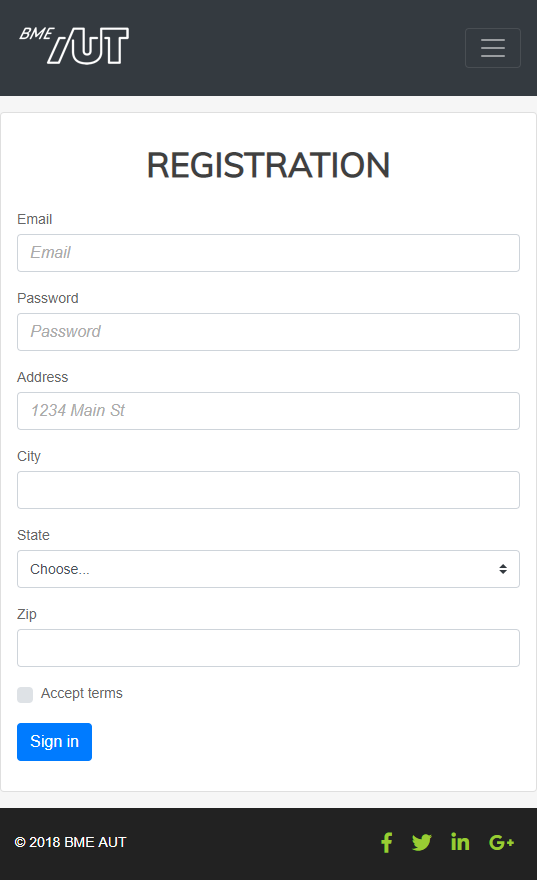 BME AUT
REGISTRATION
Email
Email
Password
Password
Address
1234 Main St
City
State
Choose...
Zip
Accept terms
Sign in
© 2018 BME AUT